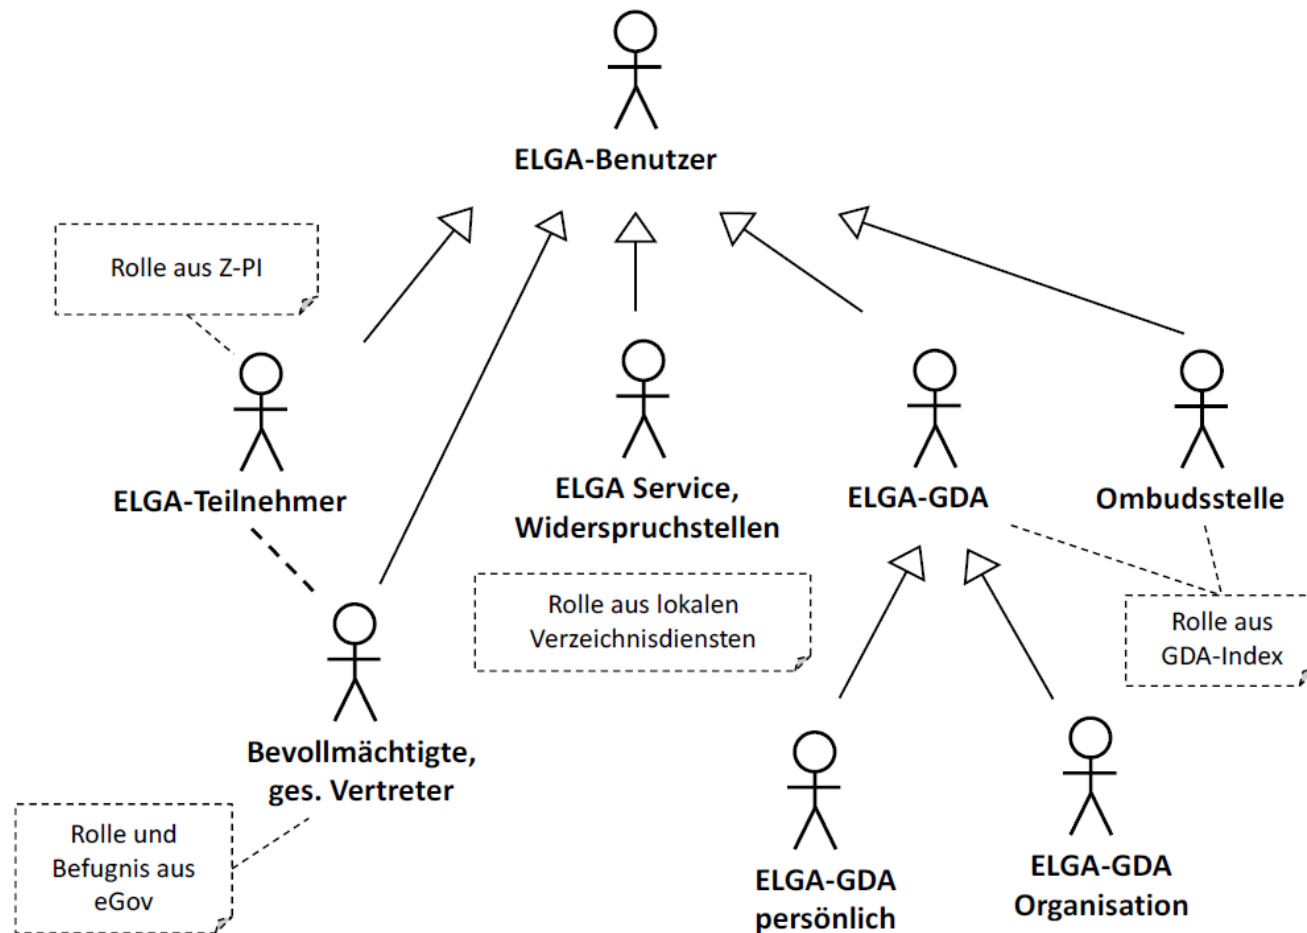 ELGA-Benutzer
Rolle aus Z-PI
ELGA-Teilnehmer
ELGA Service,
Widerspruchstellen
ELGA-GDA
Ombudsstelle
Rolle aus lokalen
Verzeichnisdiensten
Rolle aus
GDA-Index
Bevollmächtigte,
ges. Vertreter
Rolle und
Befugnis aus
eGov
ELGA-GDA
persönlich
ELGA-GDA
Organisation